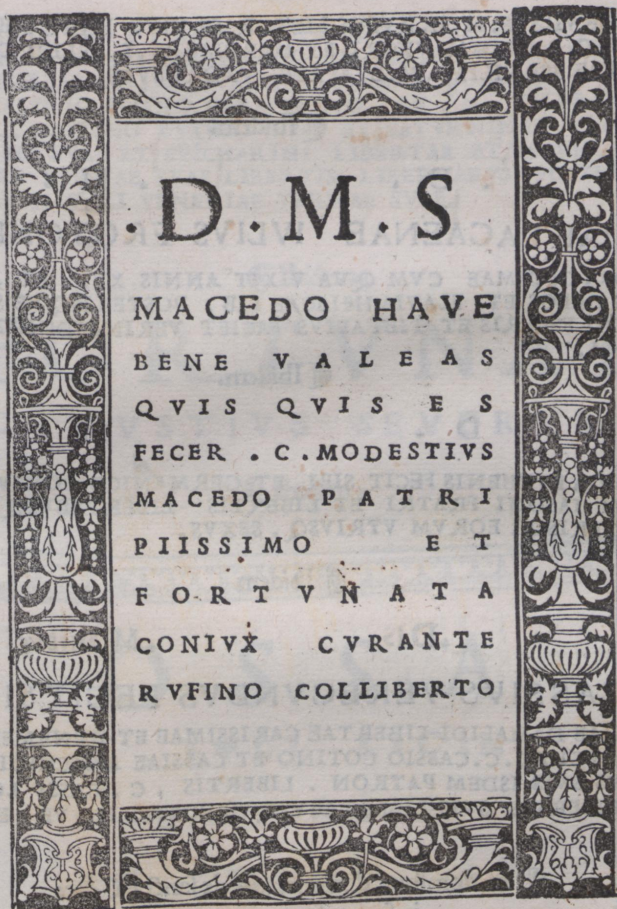 .D M.S
MACEDO HAVE
BENE VALEAS
QVIS QVIS ES
FECER .C.MODESTIVS
MACEDO PATRI
PIISSIMO ET
FORTVNATA
CONIVX CVRANTE
RVFINO COLLIBERTO